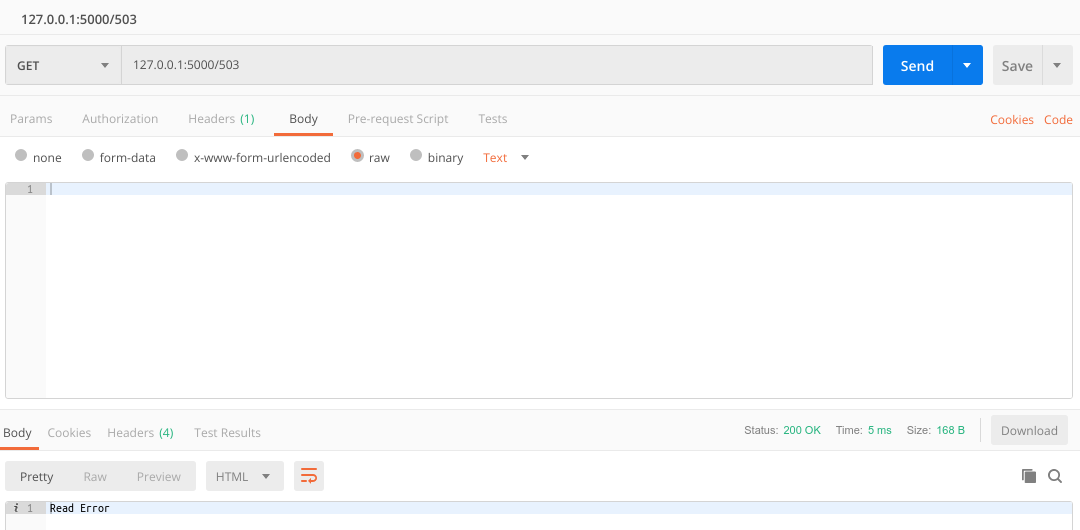 127.0.0.1:5000/503
GET 127.0.0.1:5000/503 Send Save
Params Authorization Headers (1) Body Pre-request Script Tests Cookies Code
none form-data x-www-form-urlencoded raw binary Text
1
Body Cookies Headers (4) Test Results Status: 200 OK Time: 5 ms Size: 168 B Download
Pretty Raw Preview HTML
i 1 Read Error